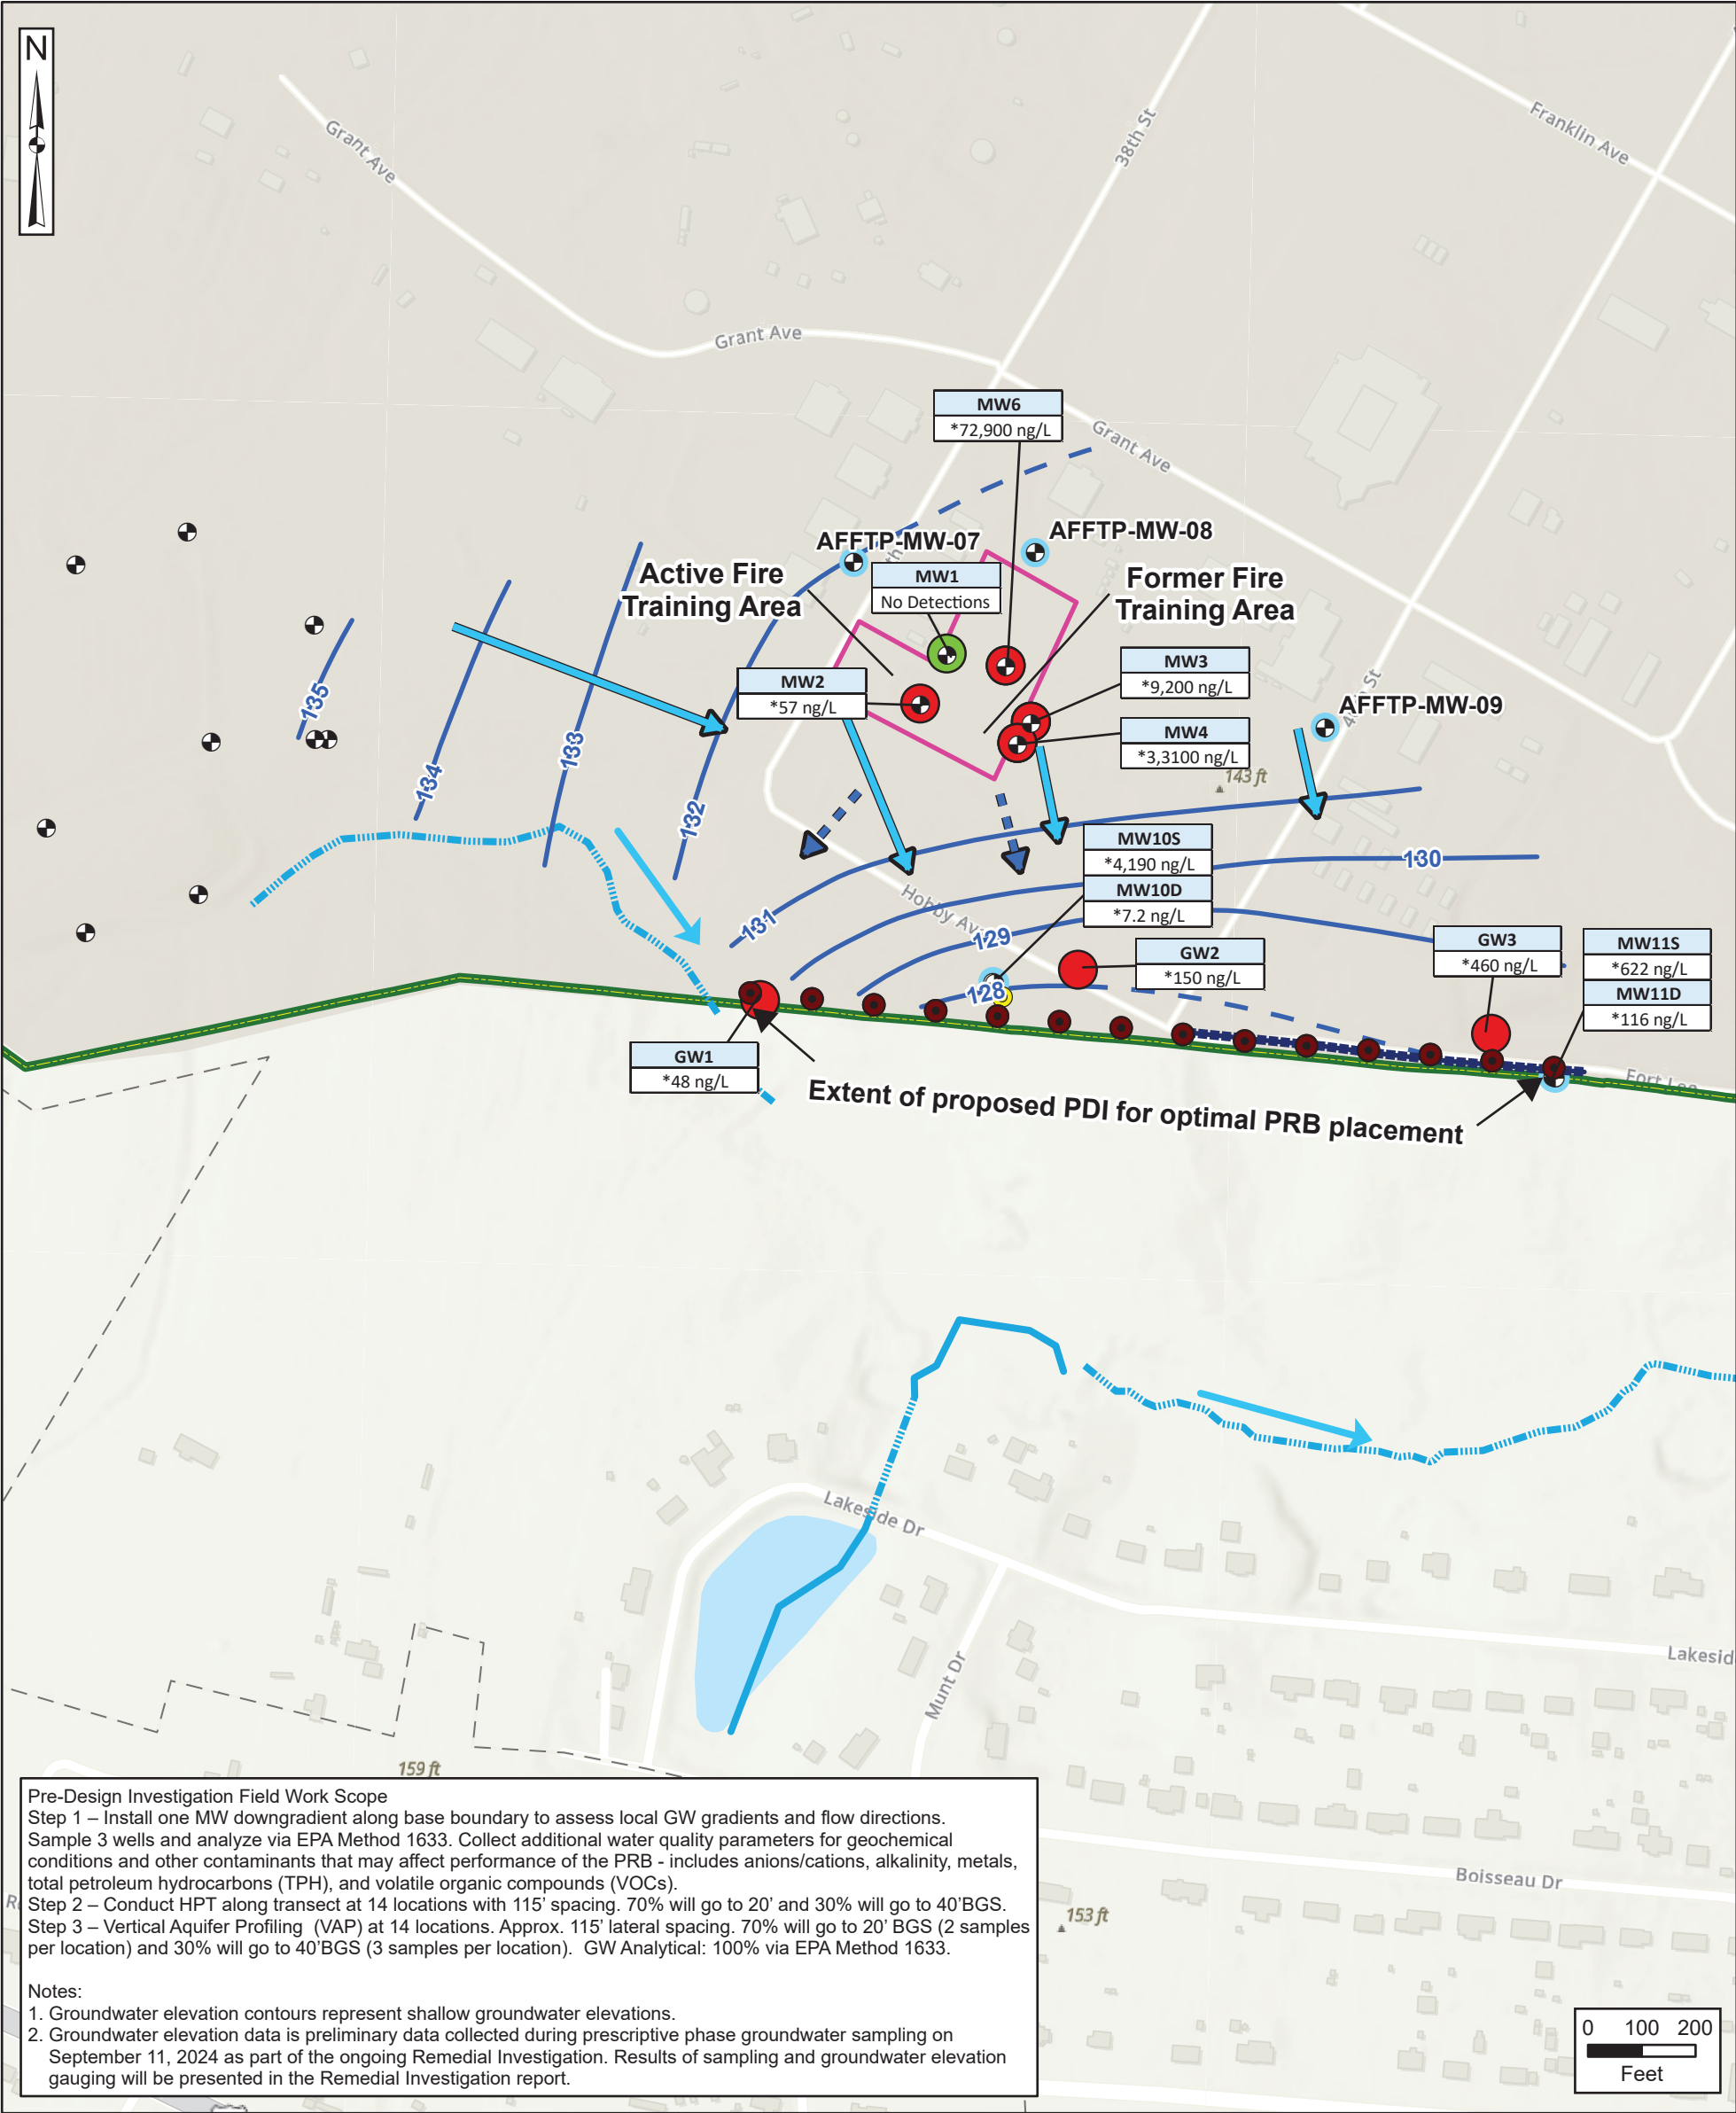 N
Grant Ave
38th St
Franklin Ave
Grant Ave
MW6
*72,900 ng/L
Grant Ave
AFFTP-MW-07
AFFTP-MW-08
Active Fire
Training Area
MW1
No Detections
Former Fire
Training Area
MW3
*9,200 ng/L
MW2
*57 ng/L
AFFTP-MW-09
MW4
*3,3100 ng/L
143 ft
135
134
133
132
131
130
129
128
MW10S
*4,190 ng/L
MW10D
*7.2 ng/L
Hobby Av
GW2
*150 ng/L
GW3
*460 ng/L
MW11S
*622 ng/L
MW11D
*116 ng/L
GW1
*48 ng/L
Extent of proposed PDI for optimal PRB placement
Lakeside Dr
Munt Dr
Lakesid
159 ft
Boisseau Dr
153 ft
Pre-Design Investigation Field Work Scope
Step 1 – Install one MW downgradient along base boundary to assess local GW gradients and flow directions.
Sample 3 wells and analyze via EPA Method 1633. Collect additional water quality parameters for geochemical
conditions and other contaminants that may affect performance of the PRB - includes anions/cations, alkalinity, metals,
total petroleum hydrocarbons (TPH), and volatile organic compounds (VOCs).
Step 2 – Conduct HPT along transect at 14 locations with 115’ spacing. 70% will go to 20’ and 30% will go to 40’BGS.
Step 3 – Vertical Aquifer Profiling (VAP) at 14 locations. Approx. 115’ lateral spacing. 70% will go to 20’ BGS (2 samples
per location) and 30% will go to 40’BGS (3 samples per location). GW Analytical: 100% via EPA Method 1633.
Notes:
1. Groundwater elevation contours represent shallow groundwater elevations.
2. Groundwater elevation data is preliminary data collected during prescriptive phase groundwater sampling on
September 11, 2024 as part of the ongoing Remedial Investigation. Results of sampling and groundwater elevation
gauging will be presented in the Remedial Investigation report.
0 100 200
Feet